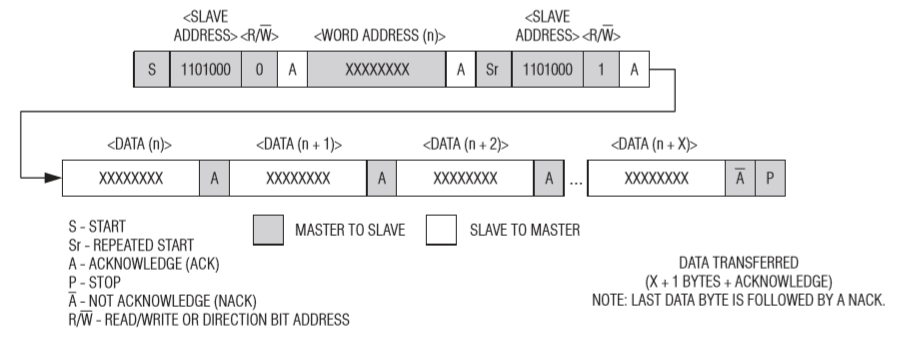 <SLAVE
ADDRESS> <R/W̅> <WORD ADDRESS (n)> <SLAVE
ADDRESS> <R/W̅>
S 1101000 0 A XXXXXXXX A Sr 1101000 1 A
<DATA (n)> <DATA (n + 1)> <DATA (n + 2)> <DATA (n + X)>
XXXXXXXX A XXXXXXXX A XXXXXXXX A ... XXXXXXXX A̅ P
S - START
Sr - REPEATED START
A - ACKNOWLEDGE (ACK)
P - STOP
A̅ - NOT ACKNOWLEDGE (NACK)
R/W̅ - READ/WRITE OR DIRECTION BIT ADDRESS
MASTER TO SLAVE
SLAVE TO MASTER
DATA TRANSFERRED
(X + 1 BYTES + ACKNOWLEDGE)
NOTE: LAST DATA BYTE IS FOLLOWED BY A NACK.